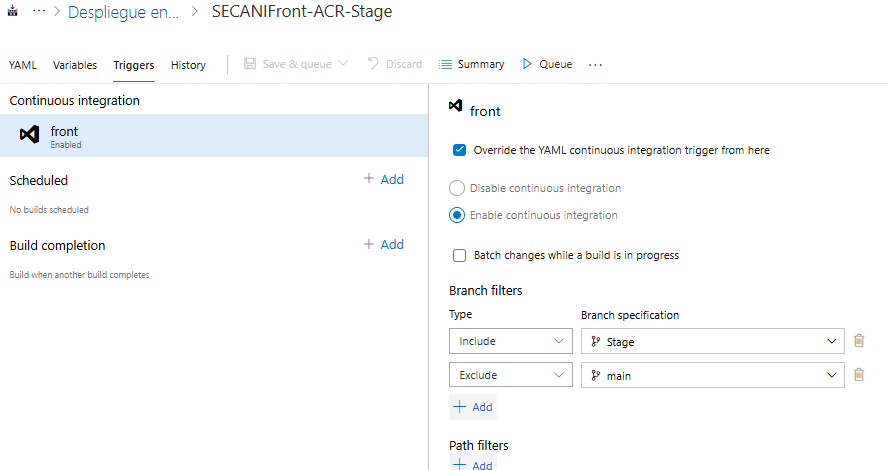 ··· > Despliegue en... > SECANIFront-ACR-Stage
YAML Variables Triggers History Save & queue Discard Summary Queue ···
Continuous integration
front
Enabled
Scheduled + Add
No builds scheduled
Build completion + Add
Build when another build completes
front
Override the YAML continuous integration trigger from here
Disable continuous integration
Enable continuous integration
Batch changes while a build is in progress
Branch filters
Type Branch specification
Include Stage
Exclude main
+ Add
Path filters
+ Add